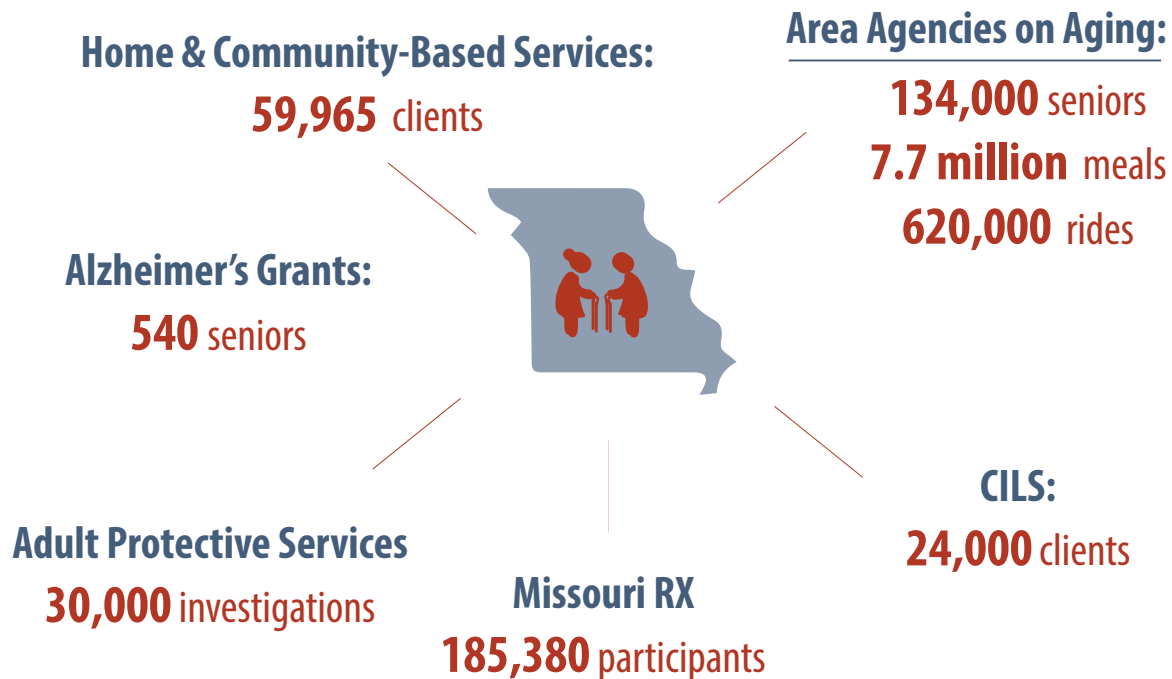 Home & Community-Based Services:
59,965 clients
Area Agencies on Aging:
134,000 seniors
7.7 million meals
620,000 rides
Alzheimer’s Grants:
540 seniors
CILS:
24,000 clients
Adult Protective Services
30,000 investigations
Missouri RX
185,380 participants